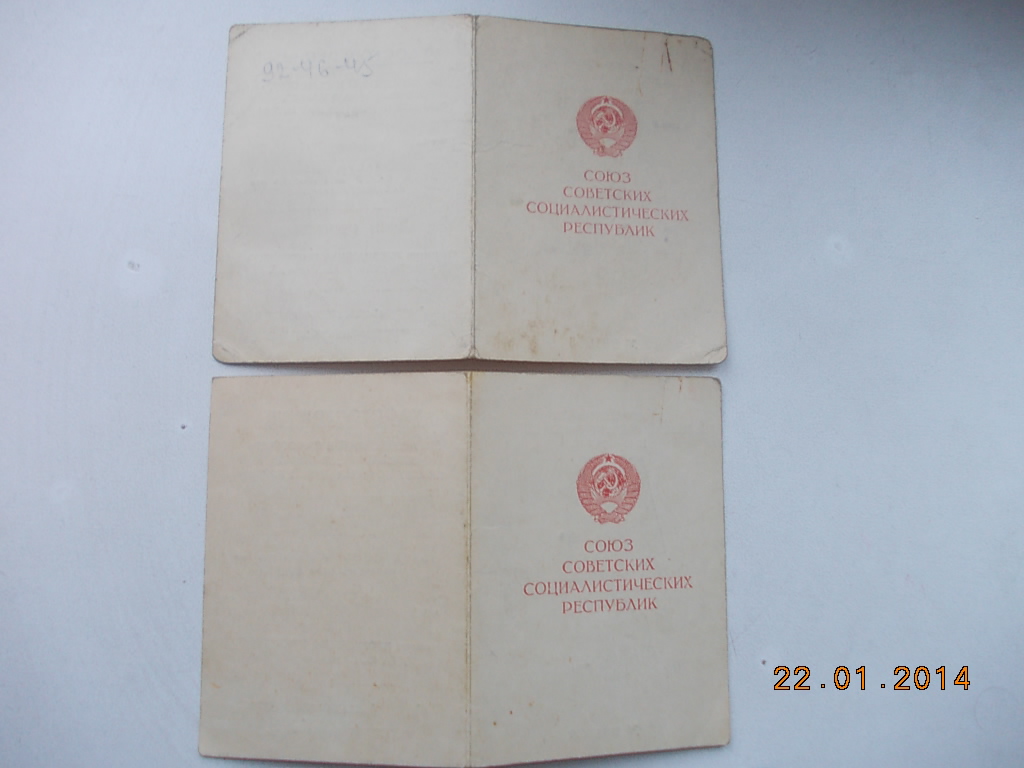 92-46-45
СОЮЗ
СОВЕТСКИХ
СОЦИАЛИСТИЧЕСКИХ
РЕСПУБЛИК
СОЮЗ
СОВЕТСКИХ
СОЦИАЛИСТИЧЕСКИХ
РЕСПУБЛИК
22.01.2014